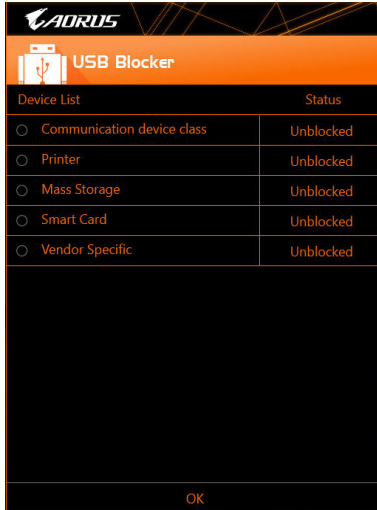 AORUS
USB Blocker
Device List Status
Communication device class Unblocked
Printer Unblocked
Mass Storage Unblocked
Smart Card Unblocked
Vendor Specific Unblocked
OK